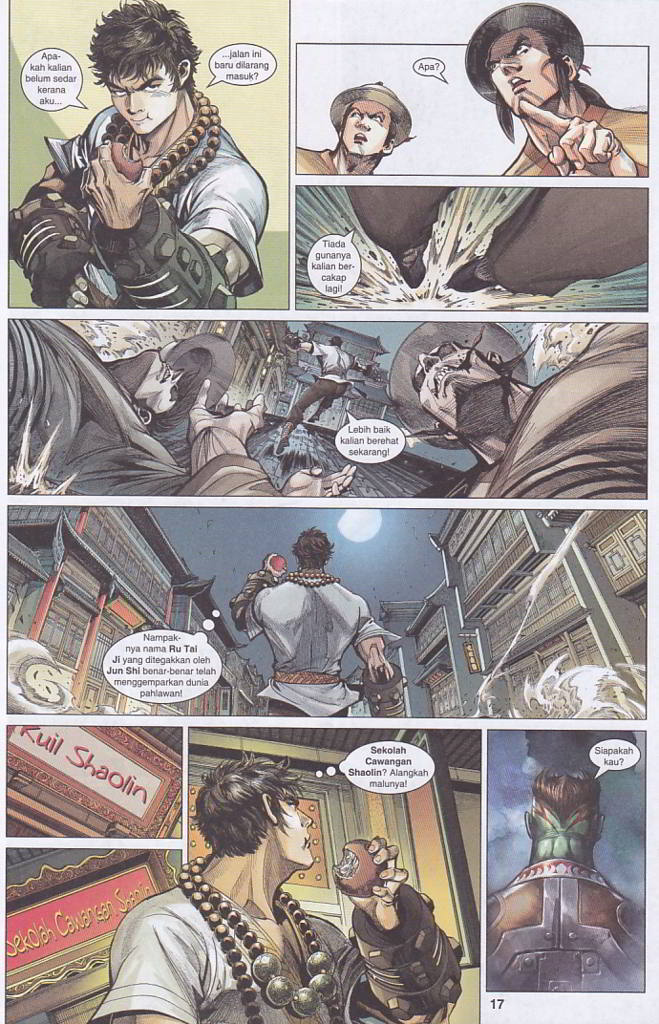 Apa-
kah kalian
belum sedar
kerana
aku...
...jalan ini
baru dilarang
masuk?
Apa?
Tiada
gunanya
kalian ber-
cakap
lagi!
Lebih baik
kalian berehat
sekarang!
Nampak-
nya nama Ru Tai
Ji yang ditegakkan oleh
Jun Shi benar-benar telah
menggemparkan dunia
pahlawan!
Kuil Shaolin
Sekolah Cawangan Shaolin
Sekolah
Cawangan
Shaolin? Alangkah
malunya!
Siapakah
kau?
17